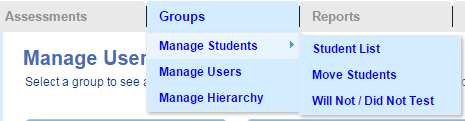 Assessments Groups Reports
Manage Students
Student List
Manage User
Manage Users
Move Students
Select a group to see a
Manage Hierarchy
Will Not / Did Not Test